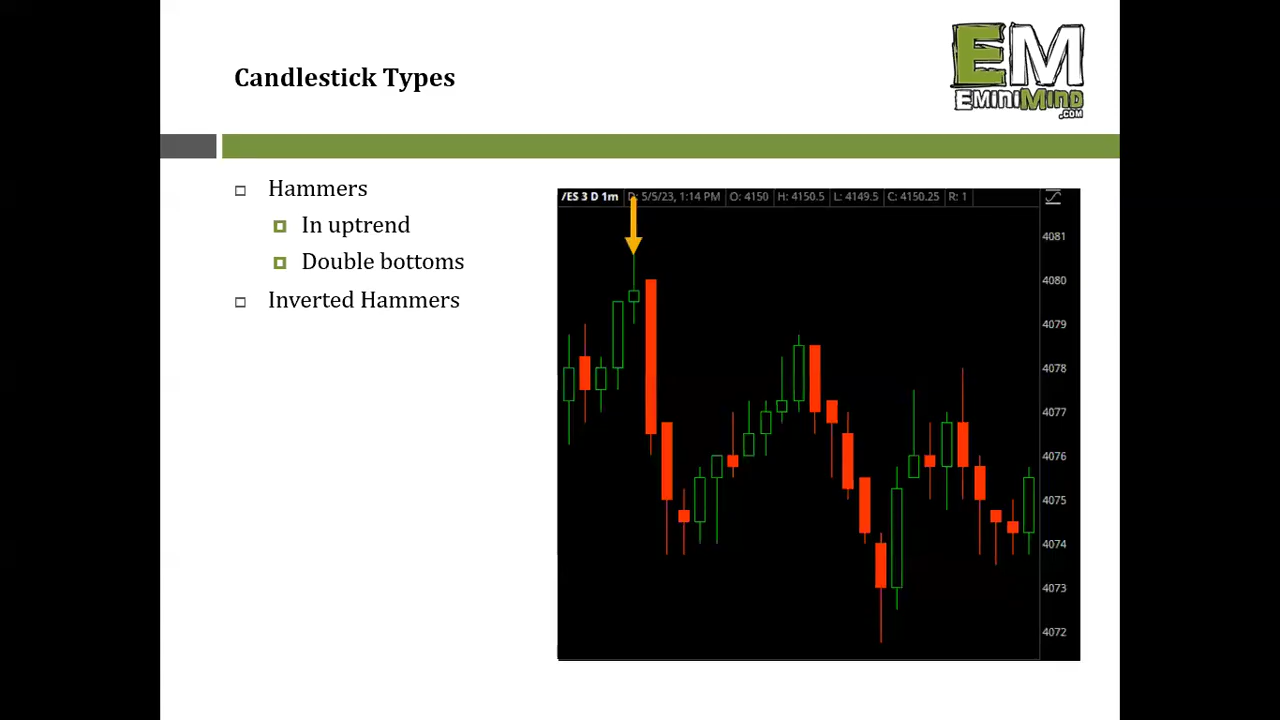 Candlestick Types
EM
EMiniMind
.COM
Hammers
In uptrend
Double bottoms
Inverted Hammers
/ES 3 D 1m D: 5/5/23, 1:14 PM O: 4150 H: 4150.5 L: 4149.5 C: 4150.25 R: 1
4081
4080
4079
4078
4077
4076
4075
4074
4073
4072